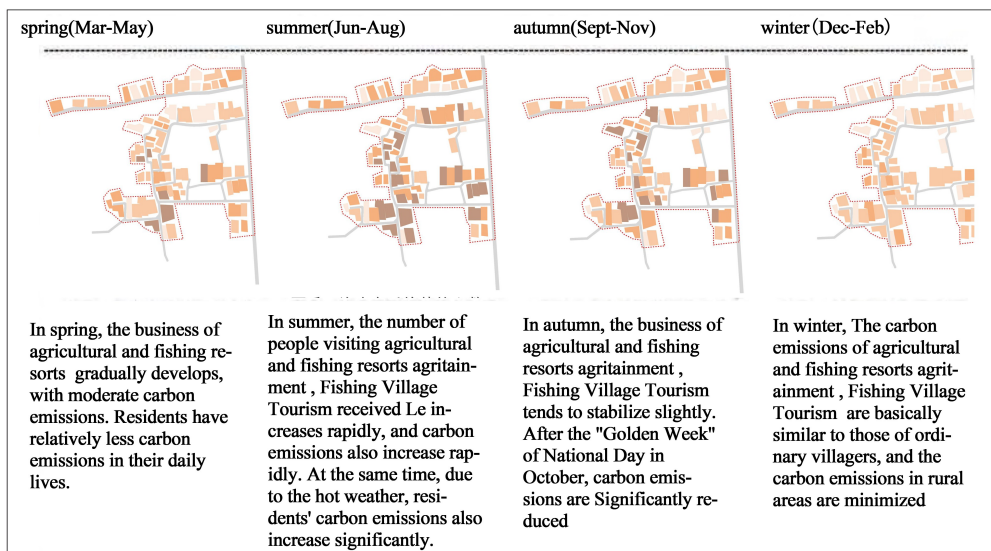 spring(Mar-May)
summer(Jun-Aug)
autumn(Sept-Nov)
winter(Dec-Feb)
In spring, the business of
agricultural and fishing re-
sorts gradually develops,
with moderate carbon
emissions. Residents have
relatively less carbon
emissions in their daily
lives.
In summer, the number of
people visiting agricultural
and fishing resorts agritain-
ment , Fishing Village
Tourism received Le in-
creases rapidly, and carbon
emissions also increase rap-
idly. At the same time, due
to the hot weather, resi-
dents' carbon emissions also
increase significantly.
In autumn, the business of
agricultural and fishing
resorts agritainment ,
Fishing Village Tourism
tends to stabilize slightly.
After the "Golden Week"
of National Day in
October, carbon emis-
sions are Significantly re-
duced
In winter, The carbon
emissions of agricultural
and fishing resorts agrit-
ainment , Fishing Village
Tourism are basically
similar to those of ordi-
nary villagers, and the
carbon emissions in rural
areas are minimized